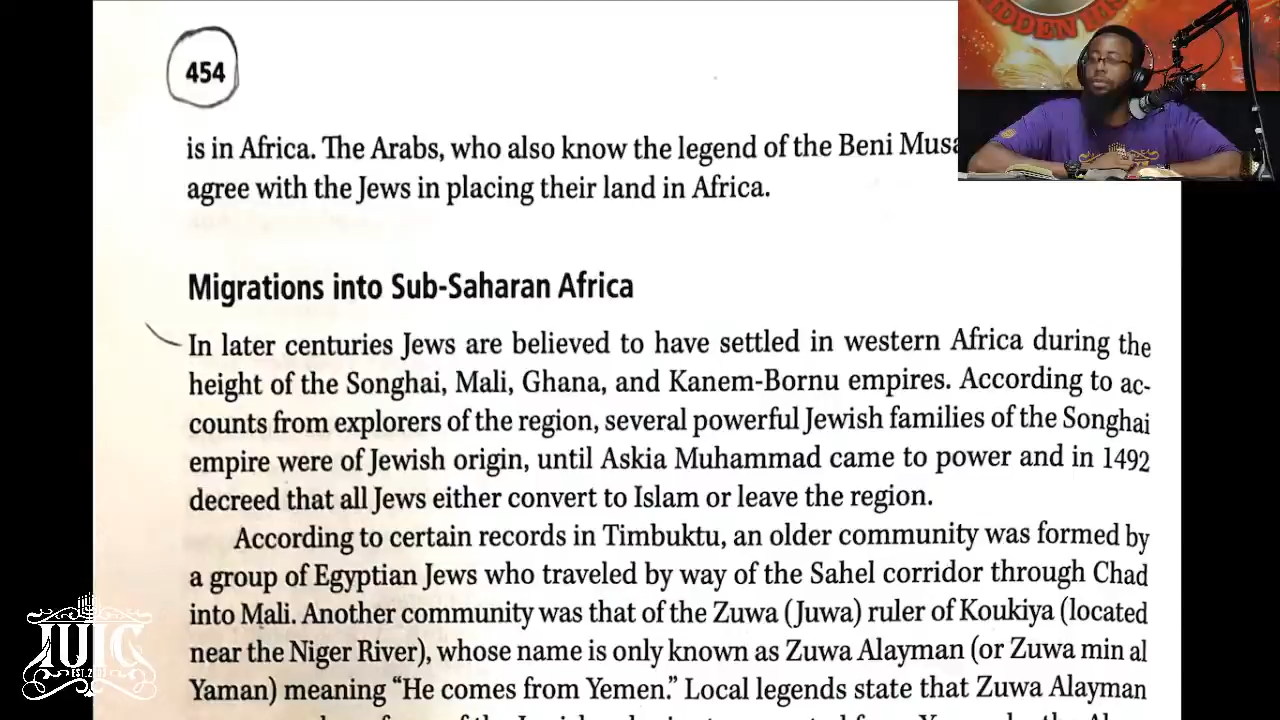 454
is in Africa. The Arabs, who also know the legend of the Beni Musa
agree with the Jews in placing their land in Africa.
Migrations into Sub-Saharan Africa
In later centuries Jews are believed to have settled in western Africa during the
height of the Songhai, Mali, Ghana, and Kanem-Bornu empires. According to ac-
counts from explorers of the region, several powerful Jewish families of the Songhai
empire were of Jewish origin, until Askia Muhammad came to power and in 1492
decreed that all Jews either convert to Islam or leave the region.
According to certain records in Timbuktu, an older community was formed by
a group of Egyptian Jews who traveled by way of the Sahel corridor through Chad
into Mali. Another community was that of the Zuwa (Juwa) ruler of Koukiya (located
near the Niger River), whose name is only known as Zuwa Alayman (or Zuwa min al
Yaman) meaning “He comes from Yemen.” Local legends state that Zuwa Alayman
IUIC
EST. 2003